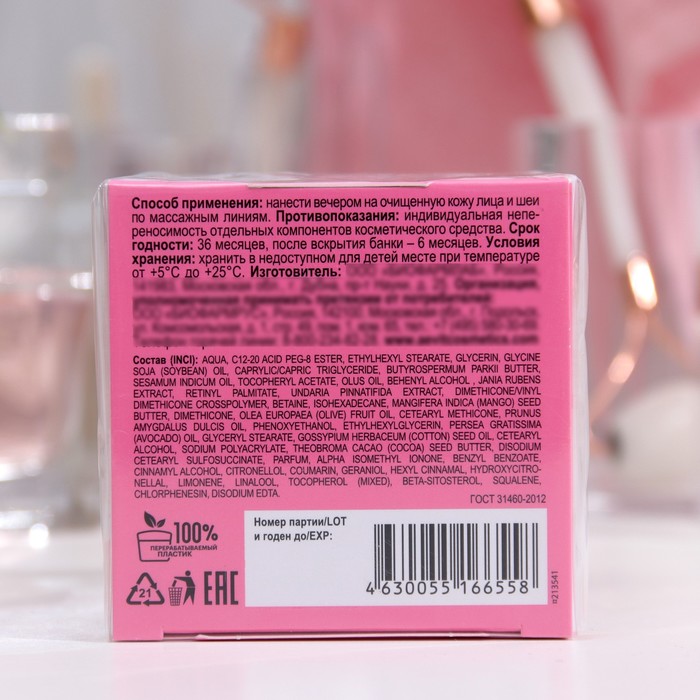 Способ применения: нанести вечером на очищенную кожу лица и шеи
по массажным линиям. Противопоказания: индивидуальная непе-
реносимость отдельных компонентов косметического средства. Срок
годности: 36 месяцев, после вскрытия банки – 6 месяцев. Условия
хранения: хранить в недоступном для детей месте при температуре
от +5°C до +25°C. Изготовитель:
Состав (INCI): AQUA, C12-20 ACID PEG-8 ESTER, ETHYLHEXYL STEARATE, GLYCERIN, GLYCINE
SOJA (SOYBEAN) OIL, CAPRYLIC/CAPRIC TRIGLYCERIDE, BUTYROSPERMUM PARKII BUTTER,
SESAMUM INDICUM OIL, TOCOPHERYL ACETATE, OLUS OIL, BEHENYL ALCOHOL , JANIA RUBENS
EXTRACT, RETINYL PALMITATE, UNDARIA PINNATIFIDA EXTRACT, DIMETHICONE/VINYL
DIMETHICONE CROSSPOLYMER, BETAINE, ISOHEXADECANE, MANGIFERA INDICA (MANGO) SEED
BUTTER, DIMETHICONE, OLEA EUROPAEA (OLIVE) FRUIT OIL, CETEARYL METHICONE, PRUNUS
AMYGDALUS DULCIS OIL, PHENOXYETHANOL, ETHYLHEXYLGLYCERIN, PERSEA GRATISSIMA
(AVOCADO) OIL, GLYCERYL STEARATE, GOSSYPIUM HERBACEUM (COTTON) SEED OIL, CETEARYL
ALCOHOL, SODIUM POLYACRYLATE, THEOBROMA CACAO (COCOA) SEED BUTTER, DISODIUM
CETEARYL SULFOSUCCINATE, PARFUM, ALPHA ISOMETHYL IONONE, BENZYL BENZOATE,
CINNAMYL ALCOHOL, CITRONELLOL, COUMARIN, GERANIOL, HEXYL CINNAMAL, HYDROXYCITRO-
NELLAL, LIMONENE, LINALOOL, TOCOPHEROL (MIXED), BETA-SITOSTEROL, SQUALENE,
CHLORPHENESIN, DISODIUM EDTA.
ГОСТ 31460-2012
100%
ПЕРЕРАБАТЫВАЕМЫЙ
ПЛАСТИК
21
EAC
Номер партии/LOT
и годен до/EXP:
4 630055 166558
п213541